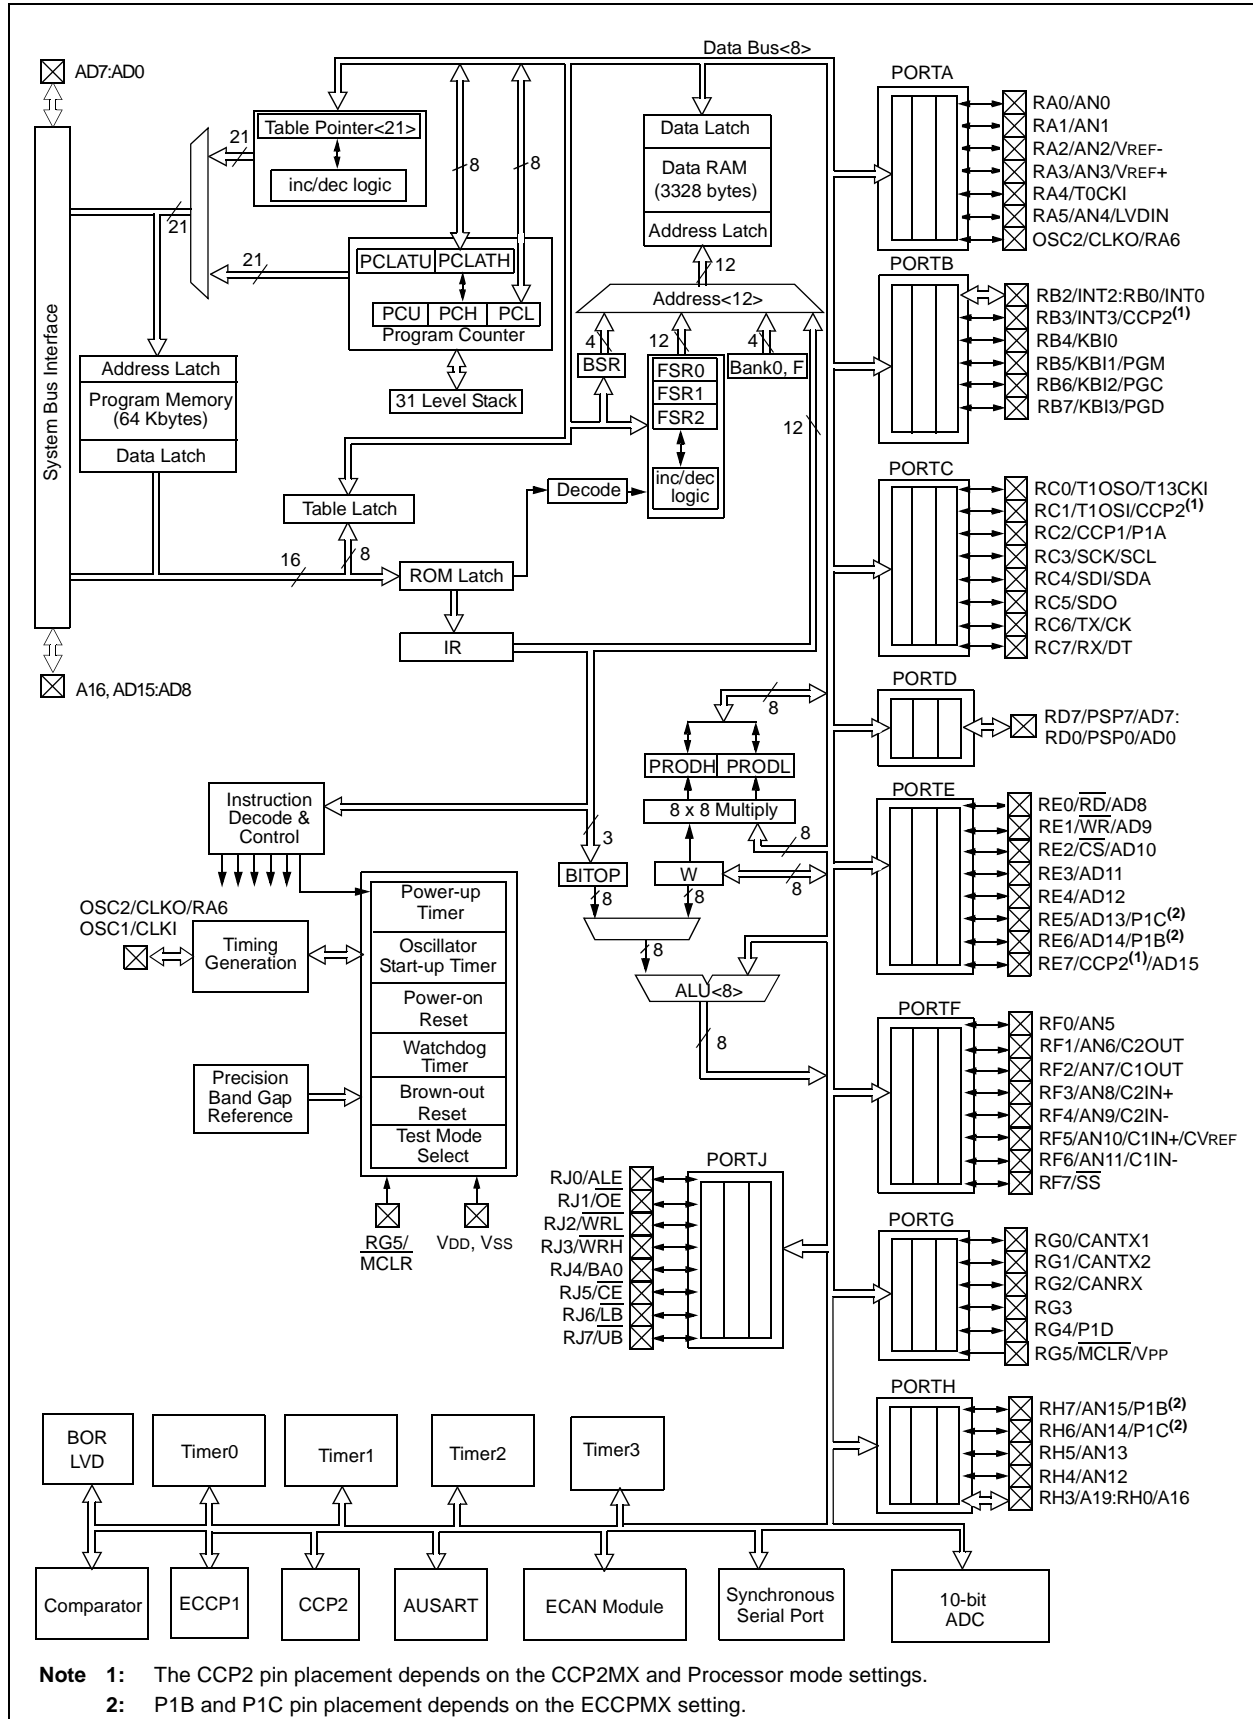 Data Bus<8>
AD7:AD0
Table Pointer<21>
inc/dec logic
21
21
21
8
8
System Bus Interface
PCLATU
PCLATH
PCU
PCH
PCL
Program Counter
31 Level Stack
Address Latch
Program Memory
(64 Kbytes)
Data Latch
Data Latch
Data RAM
(3328 bytes)
Address Latch
12
Address<12>
4
12
4
BSR
FSR0
FSR1
FSR2
inc/dec
logic
Bank0, F
12
Decode
Table Latch
8
16
ROM Latch
IR
A16, AD15:AD8
8
PRODH
PRODL
8 x 8 Multiply
8
3
BITOP
W
8
8
8
8
ALU<8>
8
Instruction
Decode &
Control
OSC2/CLKO/RA6
OSC1/CLKI
Timing
Generation
Power-up
Timer
Oscillator
Start-up Timer
Power-on
Reset
Watchdog
Timer
Brown-out
Reset
Test Mode
Select
Precision
Band Gap
Reference
RG5/
MCLR
VDD, VSS
PORTA
RA0/AN0
RA1/AN1
RA2/AN2/VREF-
RA3/AN3/VREF+
RA4/T0CKI
RA5/AN4/LVDIN
OSC2/CLKO/RA6
PORTB
RB2/INT2:RB0/INT0
RB3/INT3/CCP2(1)
RB4/KBI0
RB5/KBI1/PGM
RB6/KBI2/PGC
RB7/KBI3/PGD
PORTC
RC0/T1OSO/T13CKI
RC1/T1OSI/CCP2(1)
RC2/CCP1/P1A
RC3/SCK/SCL
RC4/SDI/SDA
RC5/SDO
RC6/TX/CK
RC7/RX/DT
PORTD
RD7/PSP7/AD7:
RD0/PSP0/AD0
PORTE
RE0/RD/AD8
RE1/WR/AD9
RE2/CS/AD10
RE3/AD11
RE4/AD12
RE5/AD13/P1C(2)
RE6/AD14/P1B(2)
RE7/CCP2(1)/AD15
PORTF
RF0/AN5
RF1/AN6/C2OUT
RF2/AN7/C1OUT
RF3/AN8/C2IN+
RF4/AN9/C2IN-
RF5/AN10/C1IN+/CVREF
RF6/AN11/C1IN-
RF7/SS
PORTJ
RJ0/ALE
RJ1/OE
RJ2/WRL
RJ3/WRH
RJ4/BA0
RJ5/CE
RJ6/LB
RJ7/UB
PORTG
RG0/CANTX1
RG1/CANTX2
RG2/CANRX
RG3
RG4/P1D
RG5/MCLR/VPP
PORTH
RH7/AN15/P1B(2)
RH6/AN14/P1C(2)
RH5/AN13
RH4/AN12
RH3/A19:RH0/A16
BOR
LVD
Timer0
Timer1
Timer2
Timer3
Comparator
ECCP1
CCP2
AUSART
ECAN Module
Synchronous
Serial Port
10-bit
ADC
Note 1: The CCP2 pin placement depends on the CCP2MX and Processor mode settings.
2: P1B and P1C pin placement depends on the ECCPMX setting.